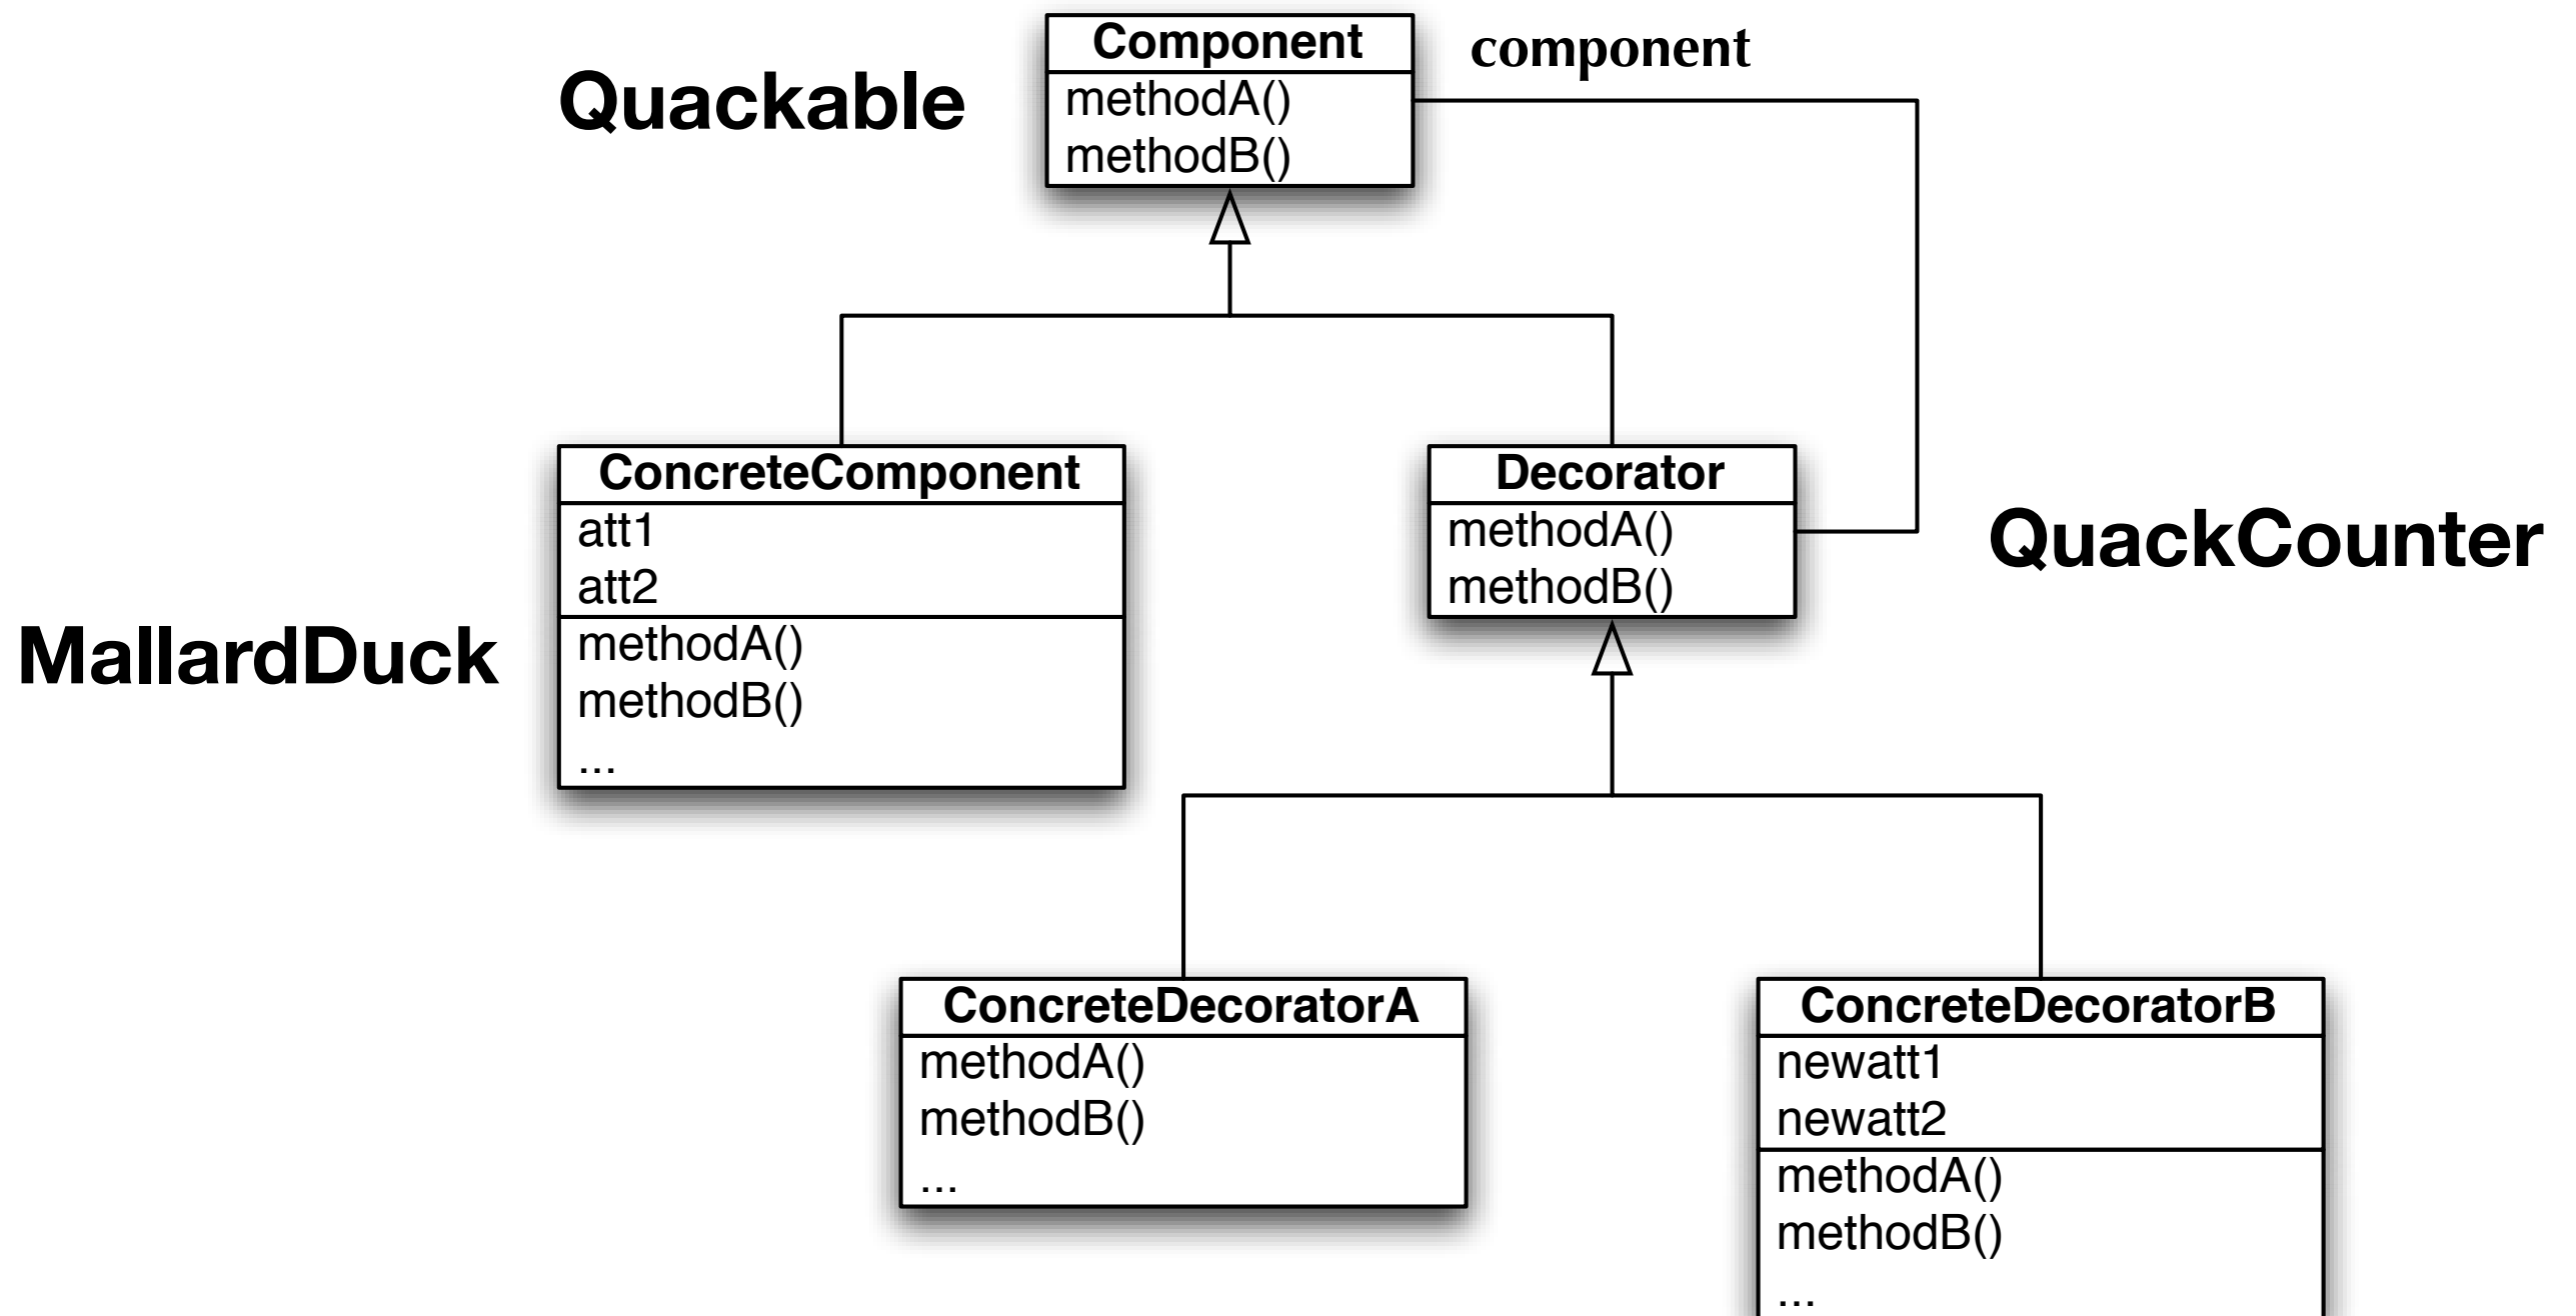 Component
methodA()
methodB()
component
Quackable
ConcreteComponent
att1
att2
methodA()
methodB()
...
MallardDuck
Decorator
methodA()
methodB()
QuackCounter
ConcreteDecoratorA
methodA()
methodB()
...
ConcreteDecoratorB
newatt1
newatt2
methodA()
methodB()
...